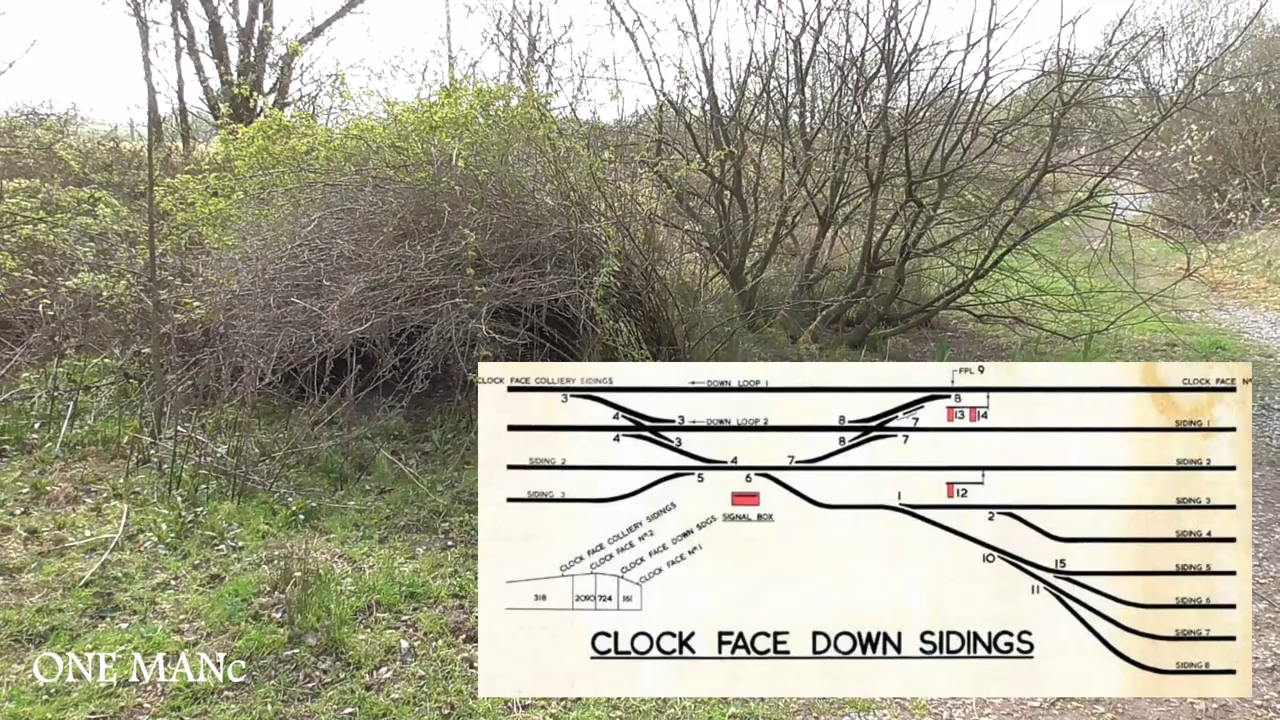 CLOCK FACE COLLIERY SIDINGS
DOWN LOOP 1
FPL 9
CLOCK FACE Nº
3
8
13
14
4
3
DOWN LOOP 2
8
7
SIDING 1
4
3
8
7
SIDING 2
4
7
SIDING 2
5
6
12
SIDING 3
SIGNAL BOX
1
SIDING 3
2
SIDING 4
CLOCK FACE COLLIERY SIDINGS
CLOCK FACE Nº2
CLOCK FACE DOWN SDGS.
CLOCK FACE Nº1
10
15
SIDING 5
11
318
2090
724
161
SIDING 6
SIDING 7
CLOCK FACE DOWN SIDINGS
SIDING 8
ONE MANc